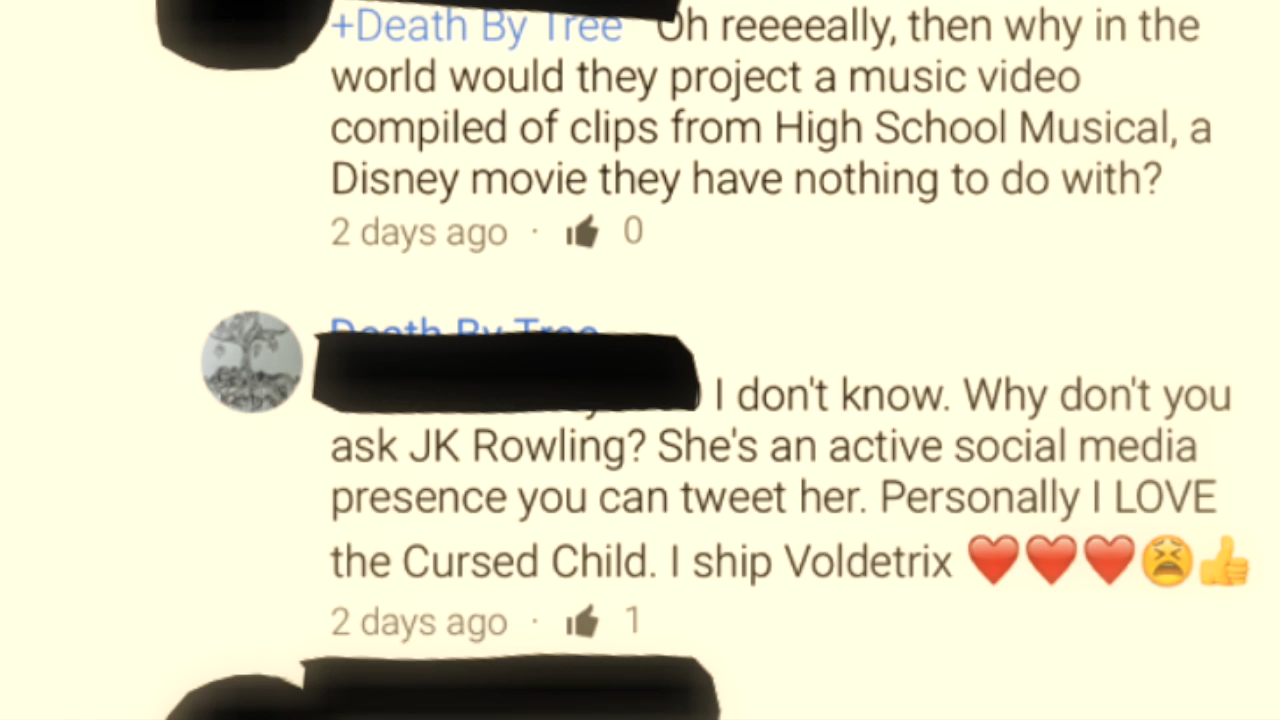 +Death By Tree Oh reeeeally, then why in the
world would they project a music video
compiled of clips from High School Musical, a
Disney movie they have nothing to do with?
2 days ago · 0
Death By Tree
I don't know. Why don't you
ask JK Rowling? She's an active social media
presence you can tweet her. Personally I LOVE
the Cursed Child. I ship Voldetrix ❤️❤️❤️😫👍
2 days ago · 1